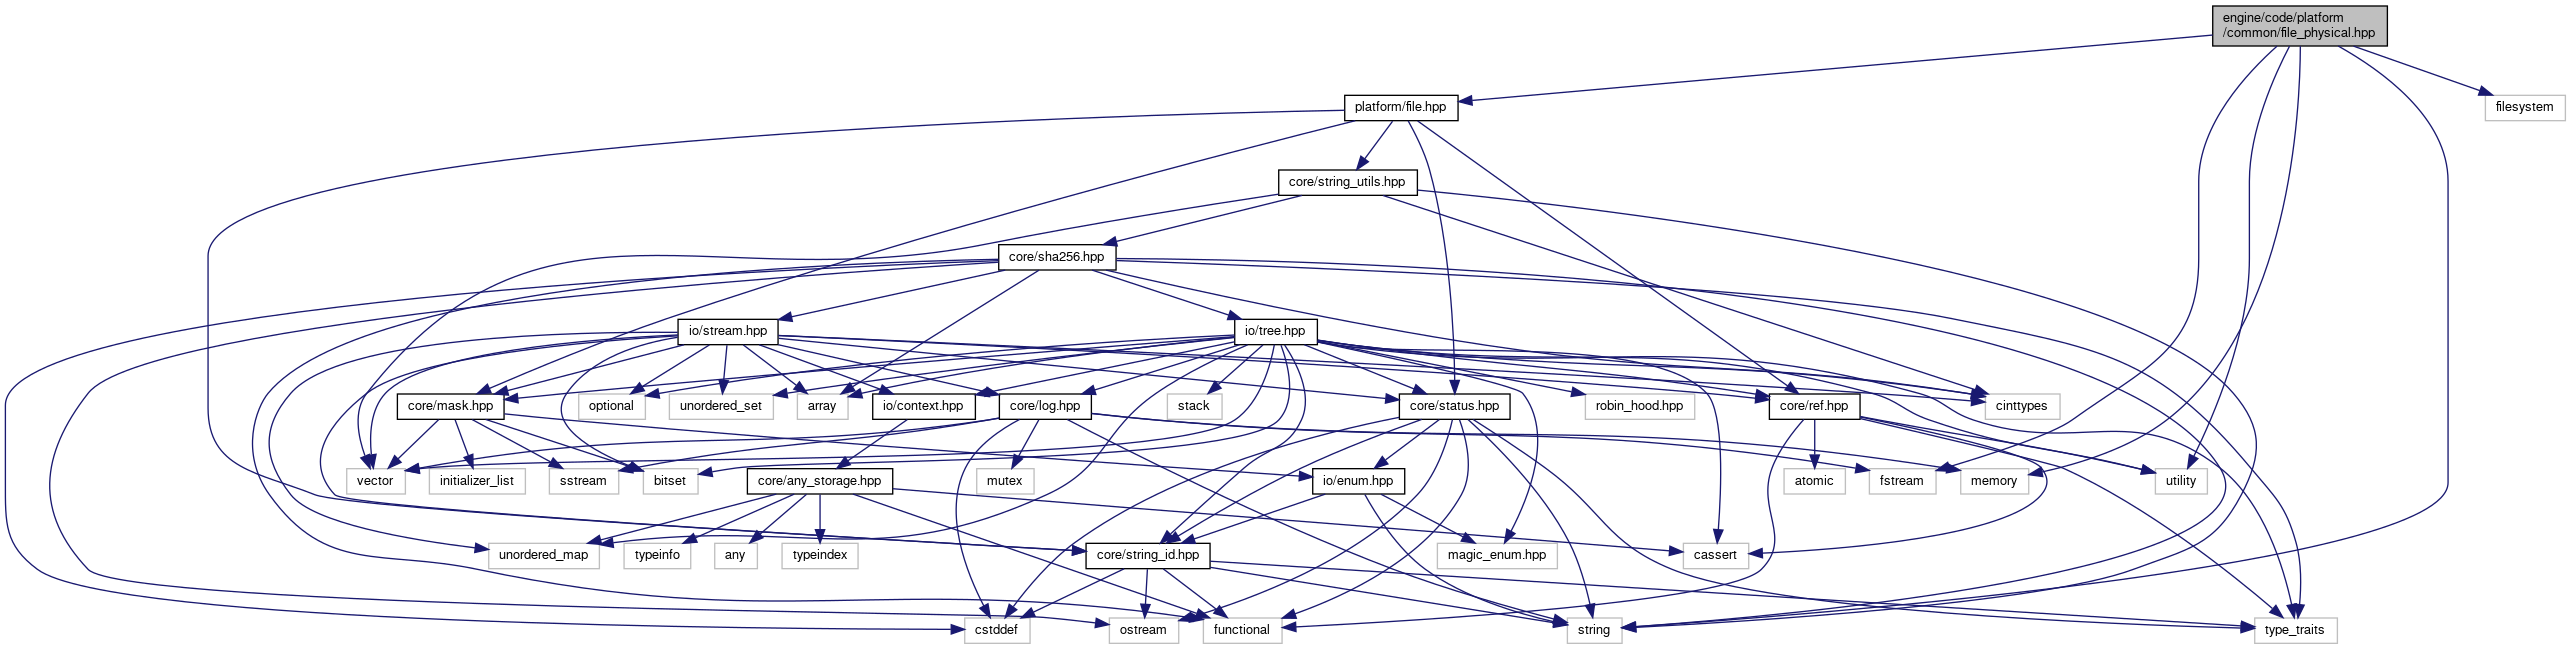 engine/code/platform
/common/file_physical.hpp
platform/file.hpp
filesystem
core/string_utils.hpp
core/sha256.hpp
io/stream.hpp
io/tree.hpp
core/mask.hpp
optional
unordered_set
array
io/context.hpp
core/log.hpp
stack
core/status.hpp
robin_hood.hpp
core/ref.hpp
cinttypes
vector
initializer_list
sstream
bitset
core/any_storage.hpp
mutex
io/enum.hpp
atomic
fstream
memory
utility
unordered_map
typeinfo
any
typeindex
core/string_id.hpp
magic_enum.hpp
cassert
cstddef
ostream
functional
string
type_traits